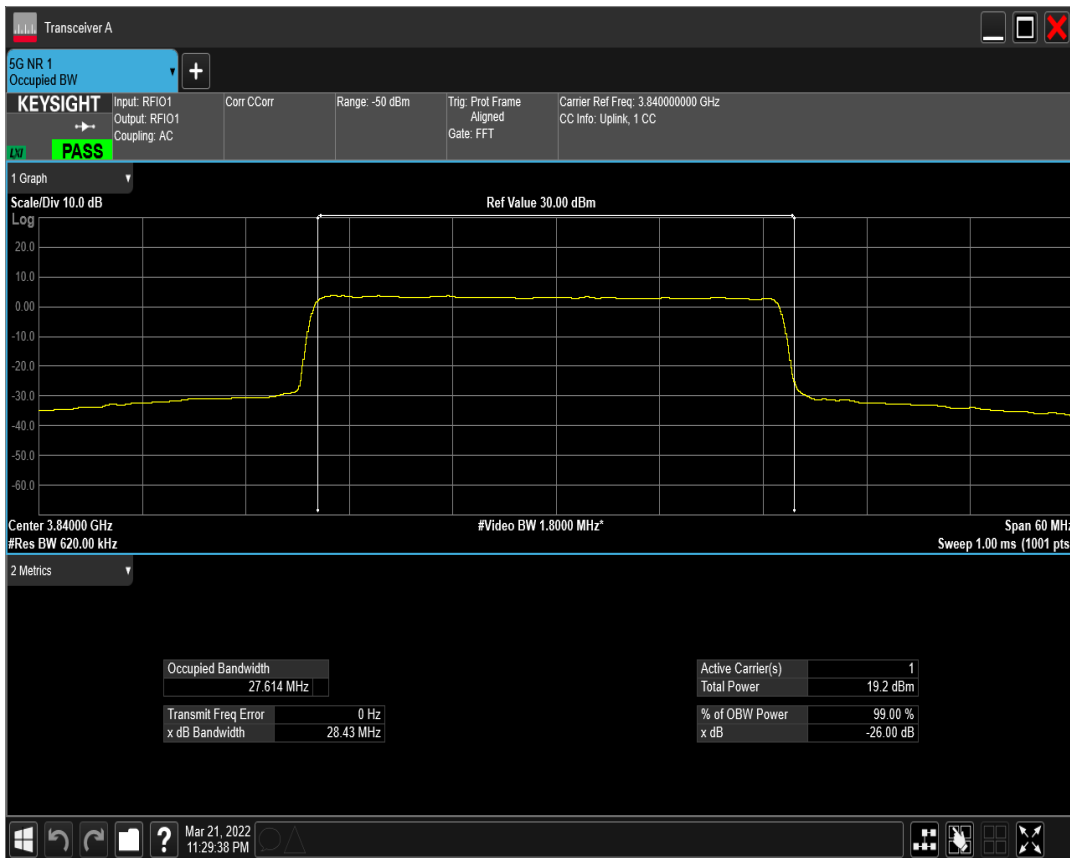 Transceiver A
5G NR 1
Occupied BW
+
KEYSIGHT
LXI
PASS
Input: RFIO1
Output: RFIO1
Coupling: AC
Corr CCorr
Range: -50 dBm
Trig: Prot Frame
Aligned
Gate: FFT
Carrier Ref Freq: 3.840000000 GHz
CC Info: Uplink, 1 CC
1 Graph
Scale/Div 10.0 dB
Ref Value 30.00 dBm
Log
20.0
10.0
0.00
-10.0
-20.0
-30.0
-40.0
-50.0
-60.0
Center 3.84000 GHz
#Video BW 1.8000 MHz*
Span 60 MHz
#Res BW 620.00 kHz
Sweep 1.00 ms (1001 pts
2 Metrics
Occupied Bandwidth
27.614 MHz
Transmit Freq Error 0 Hz
x dB Bandwidth 28.43 MHz
Active Carrier(s) 1
Total Power 19.2 dBm
% of OBW Power 99.00 %
x dB -26.00 dB
?
Mar 21, 2022
11:29:38 PM